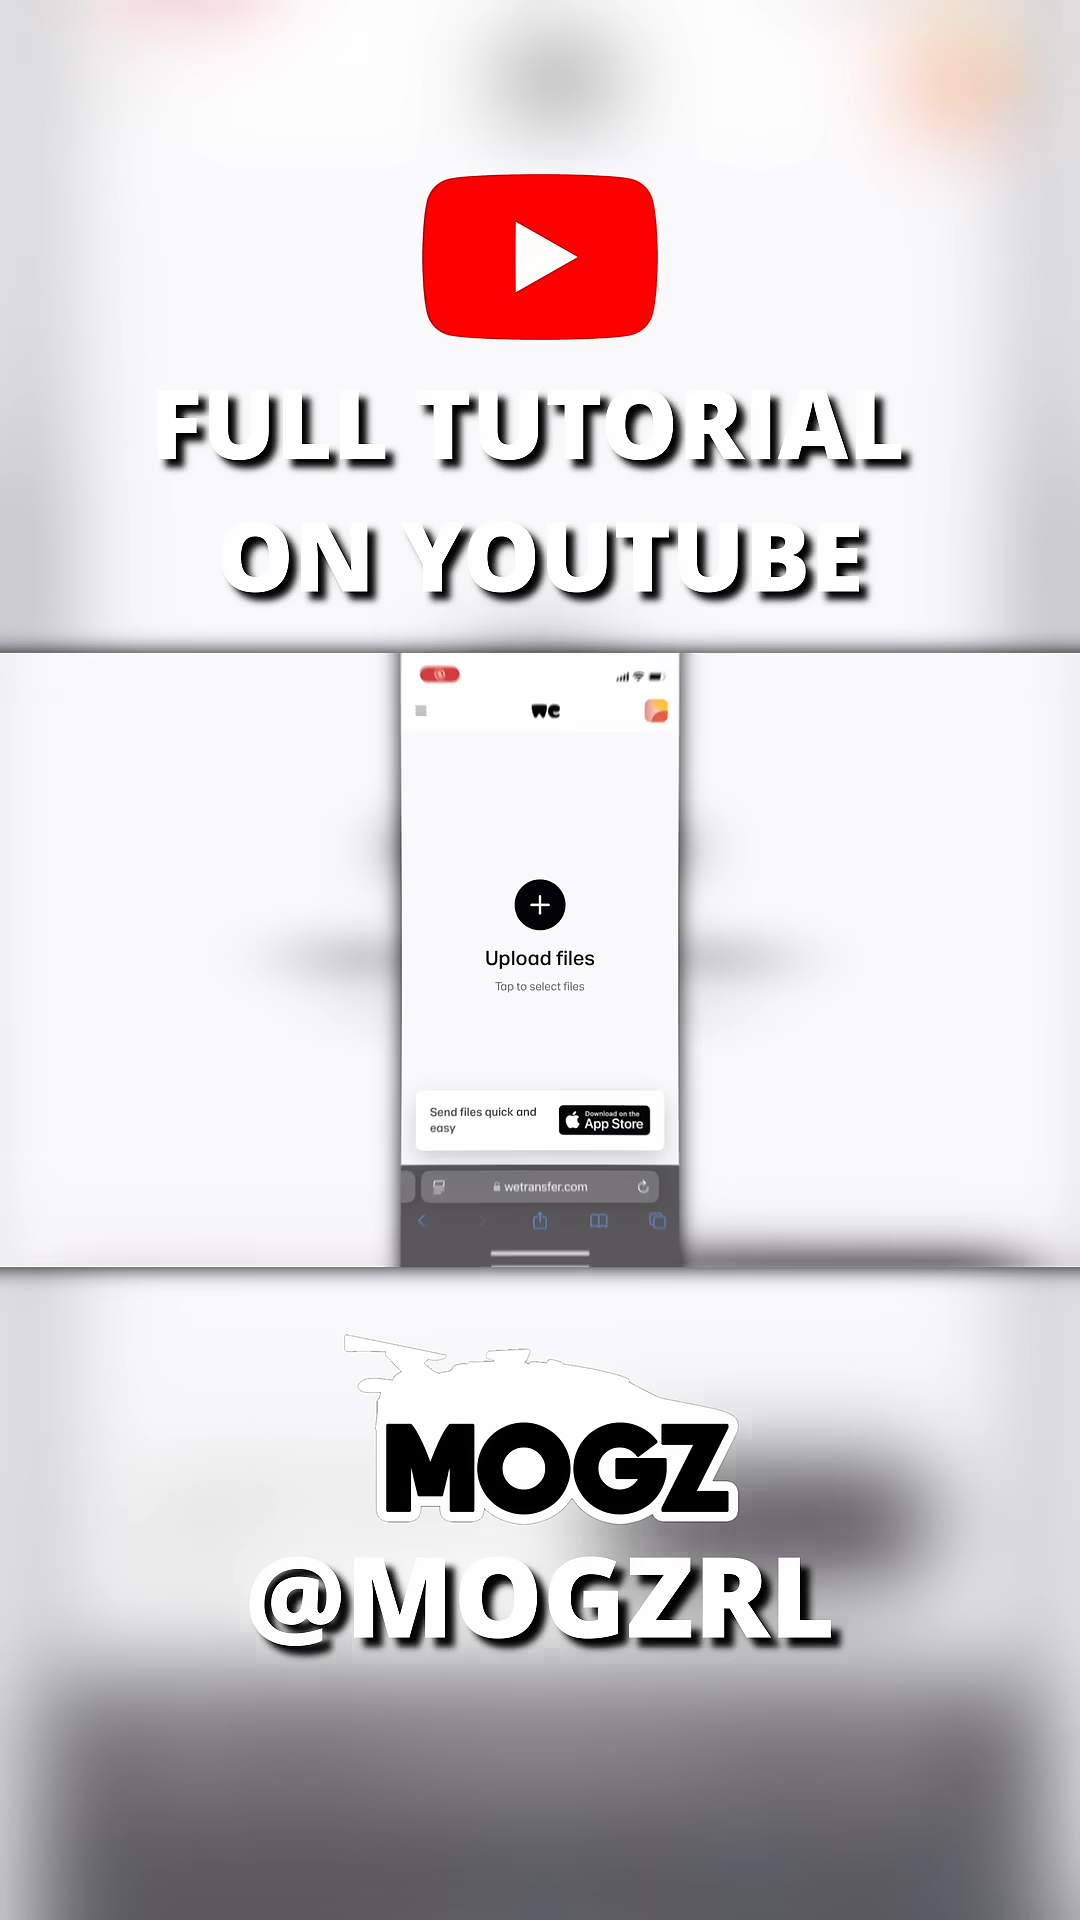 FULL TUTORIAL
ON YOUTUBE
we
Upload files
Tap to select files
Send files quick and
easy
Download on the
App Store
wetransfer.com
MOGZ
@MOGZRL